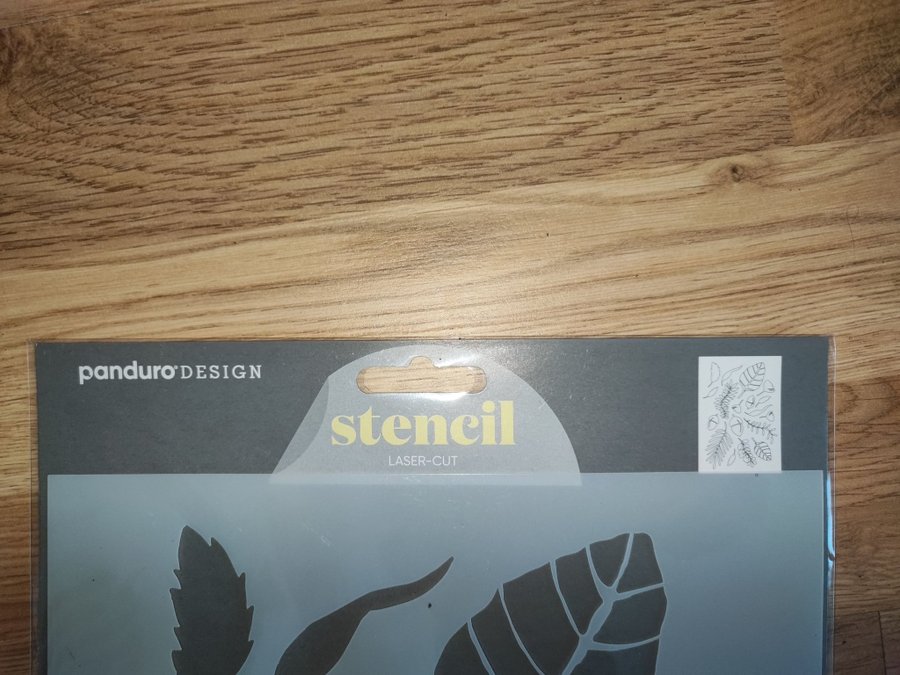 panduro DESIGN
stencil
LASER-CUT